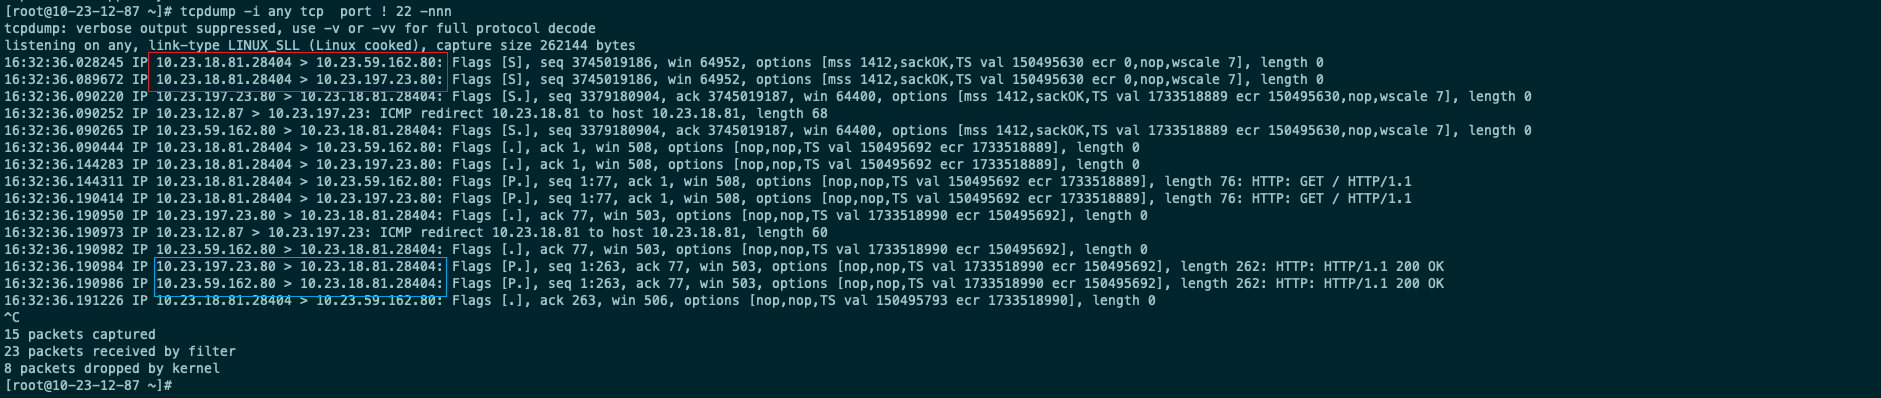 [root@10-23-12-87 ~]# tcpdump -i any tcp  port ! 22 -nnn
tcpdump: verbose output suppressed, use -v or -vv for full protocol decode
listening on any, link-type LINUX_SLL (Linux cooked), capture size 262144 bytes
16:32:36.028245 IP 10.23.18.81.28404 > 10.23.59.162.80: Flags [S], seq 3745019186, win 64952, options [mss 1412,sackOK,TS val 150495630 ecr 0,nop,wscale 7], length 0
16:32:36.089672 IP 10.23.18.81.28404 > 10.23.197.23.80: Flags [S], seq 3745019186, win 64952, options [mss 1412,sackOK,TS val 150495630 ecr 0,nop,wscale 7], length 0
16:32:36.090220 IP 10.23.197.23.80 > 10.23.18.81.28404: Flags [S.], seq 3379180904, ack 3745019187, win 64400, options [mss 1412,sackOK,TS val 1733518889 ecr 150495630,nop,wscale 7], length 0
16:32:36.090252 IP 10.23.12.87 > 10.23.197.23: ICMP redirect 10.23.18.81 to host 10.23.18.81, length 68
16:32:36.090265 IP 10.23.59.162.80 > 10.23.18.81.28404: Flags [S.], seq 3379180904, ack 3745019187, win 64400, options [mss 1412,sackOK,TS val 1733518889 ecr 150495630,nop,wscale 7], length 0
16:32:36.090444 IP 10.23.18.81.28404 > 10.23.59.162.80: Flags [.], ack 1, win 508, options [nop,nop,TS val 150495692 ecr 1733518889], length 0
16:32:36.144283 IP 10.23.18.81.28404 > 10.23.197.23.80: Flags [.], ack 1, win 508, options [nop,nop,TS val 150495692 ecr 1733518889], length 0
16:32:36.144311 IP 10.23.18.81.28404 > 10.23.59.162.80: Flags [P.], seq 1:77, ack 1, win 508, options [nop,nop,TS val 150495692 ecr 1733518889], length 76: HTTP: GET / HTTP/1.1
16:32:36.190414 IP 10.23.18.81.28404 > 10.23.197.23.80: Flags [P.], seq 1:77, ack 1, win 508, options [nop,nop,TS val 150495692 ecr 1733518889], length 76: HTTP: GET / HTTP/1.1
16:32:36.190950 IP 10.23.197.23.80 > 10.23.18.81.28404: Flags [.], ack 77, win 503, options [nop,nop,TS val 1733518990 ecr 150495692], length 0
16:32:36.190973 IP 10.23.12.87 > 10.23.197.23: ICMP redirect 10.23.18.81 to host 10.23.18.81, length 60
16:32:36.190982 IP 10.23.59.162.80 > 10.23.18.81.28404: Flags [.], ack 77, win 503, options [nop,nop,TS val 1733518990 ecr 150495692], length 0
16:32:36.190984 IP 10.23.197.23.80 > 10.23.18.81.28404: Flags [P.], seq 1:263, ack 77, win 503, options [nop,nop,TS val 1733518990 ecr 150495692], length 262: HTTP: HTTP/1.1 200 OK
16:32:36.190986 IP 10.23.59.162.80 > 10.23.18.81.28404: Flags [P.], seq 1:263, ack 77, win 503, options [nop,nop,TS val 1733518990 ecr 150495692], length 262: HTTP: HTTP/1.1 200 OK
16:32:36.191226 IP 10.23.18.81.28404 > 10.23.59.162.80: Flags [.], ack 263, win 506, options [nop,nop,TS val 150495793 ecr 1733518990], length 0
^C
15 packets captured
23 packets received by filter
8 packets dropped by kernel
[root@10-23-12-87 ~]#